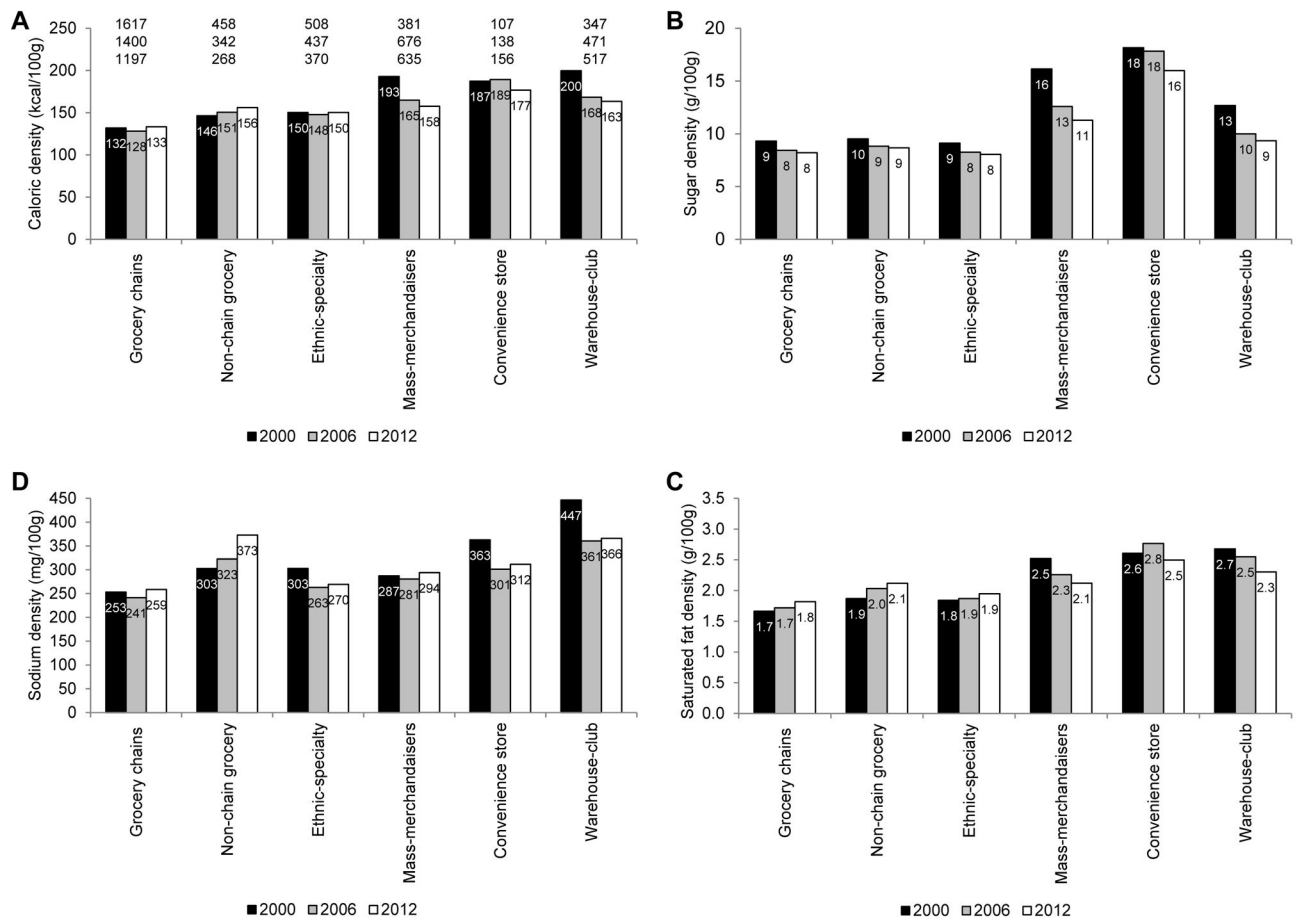 A
Caloric density (kcal/100g)
250
200
150
100
50
0
1617 458 508 381 107 347
1400 342 437 676 138 471
1197 268 370 635 156 517
132 128 133
146 151 156
150 148 150
193 165 158
187 189 177
200 168 163
Grocery chains
Non-chain grocery
Ethnic-specialty
Mass-merchandaisers
Convenience store
Warehouse-club
2000 2006 2012
B
Sugar density (g/100g)
20
15
10
5
0
9 8 8
10 9 9
9 8 8
16 13 11
18 18 16
13 10 9
Grocery chains
Non-chain grocery
Ethnic-specialty
Mass-merchandaisers
Convenience store
Warehouse-club
2000 2006 2012
D
Sodium density (mg/100g)
450
400
350
300
250
200
150
100
50
0
253 241 259
303 323 373
303 263 270
287 281 294
363 301 312
447 361 366
Grocery chains
Non-chain grocery
Ethnic-specialty
Mass-merchandaisers
Convenience store
Warehouse-club
2000 2006 2012
C
Saturated fat density (g/100g)
3.5
3.0
2.5
2.0
1.5
1.0
0.5
0.0
1.7 1.7 1.8
1.9 2.0 2.1
1.8 1.9 1.9
2.5 2.3 2.1
2.6 2.8 2.5
2.7 2.5 2.3
Grocery chains
Non-chain grocery
Ethnic-specialty
Mass-merchandaisers
Convenience store
Warehouse-club
2000 2006 2012